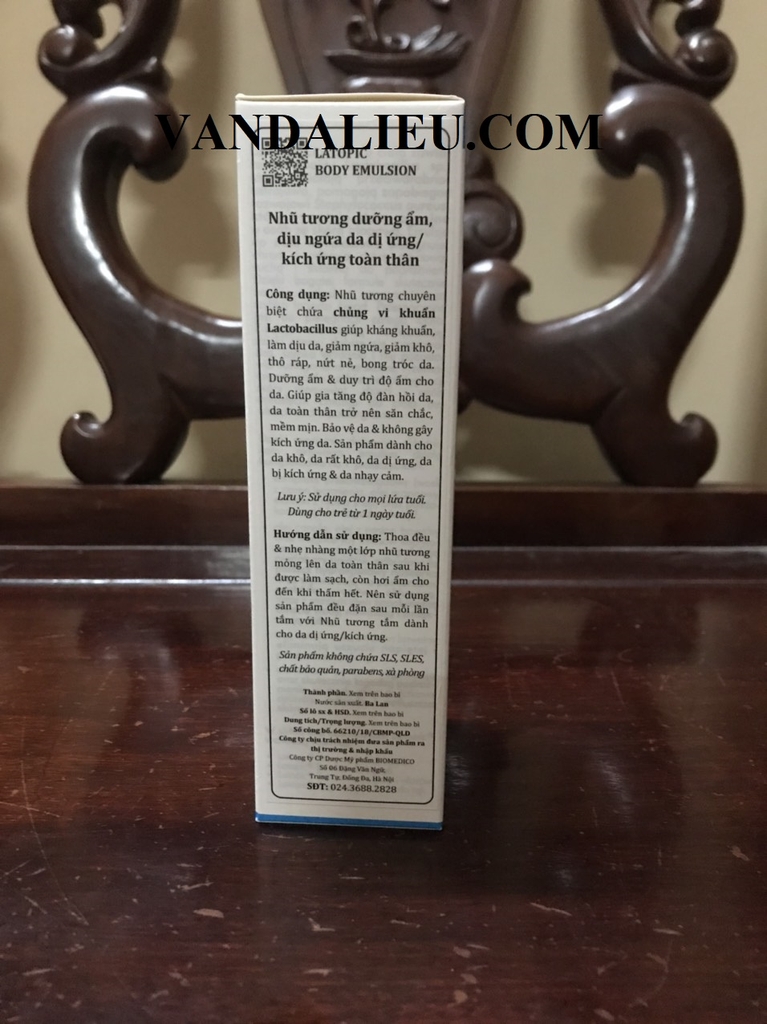 VANDALIEU.COM
LATOPIC
BODY EMULSION
Nhũ tương dưỡng ẩm,
dịu ngứa da dị ứng/
kích ứng toàn thân
Công dụng: Nhũ tương chuyên
biệt chứa chủng vi khuẩn
Lactobacillus giúp kháng khuẩn,
làm dịu da, giảm ngứa, giảm khô,
thô ráp, nứt nẻ, bong tróc da.
Dưỡng ẩm & duy trì độ ẩm cho
da. Giúp gia tăng độ đàn hồi da,
da toàn thân trở nên săn chắc,
mềm mịn. Bảo vệ da & không gây
kích ứng da. Sản phẩm dành cho
da khô, da rất khô, da dị ứng, da
bị kích ứng & da nhạy cảm.
Lưu ý: Sử dụng cho mọi lứa tuổi.
Dùng cho trẻ từ 1 ngày tuổi.
Hướng dẫn sử dụng: Thoa đều
& nhẹ nhàng một lớp nhũ tương
mỏng lên da toàn thân sau khi
được làm sạch, còn hơi ẩm cho
đến khi thấm hết. Nên sử dụng
sản phẩm đều đặn sau mỗi lần
tắm với Nhũ tương tắm dành
cho da dị ứng/kích ứng.
Sản phẩm không chứa SLS, SLES,
chất bảo quản, parabens, xà phòng
Thành phần. Xem trên bao bì
Nước sản xuất. Ba Lan
Số lô sx & HSD. Xem trên bao bì
Dung tích/Trọng lượng. Xem trên bao bì
Số công bố. 66210/18/CBMP-QLD
Công ty chịu trách nhiệm đưa sản phẩm ra
thị trường & nhập khẩu
Công ty CP Dược Mỹ phẩm BIOMEDICO
Số 06 Đặng Văn Ngữ,
Trung Tự, Đống Đa, Hà Nội
SĐT: 024.3688.2828